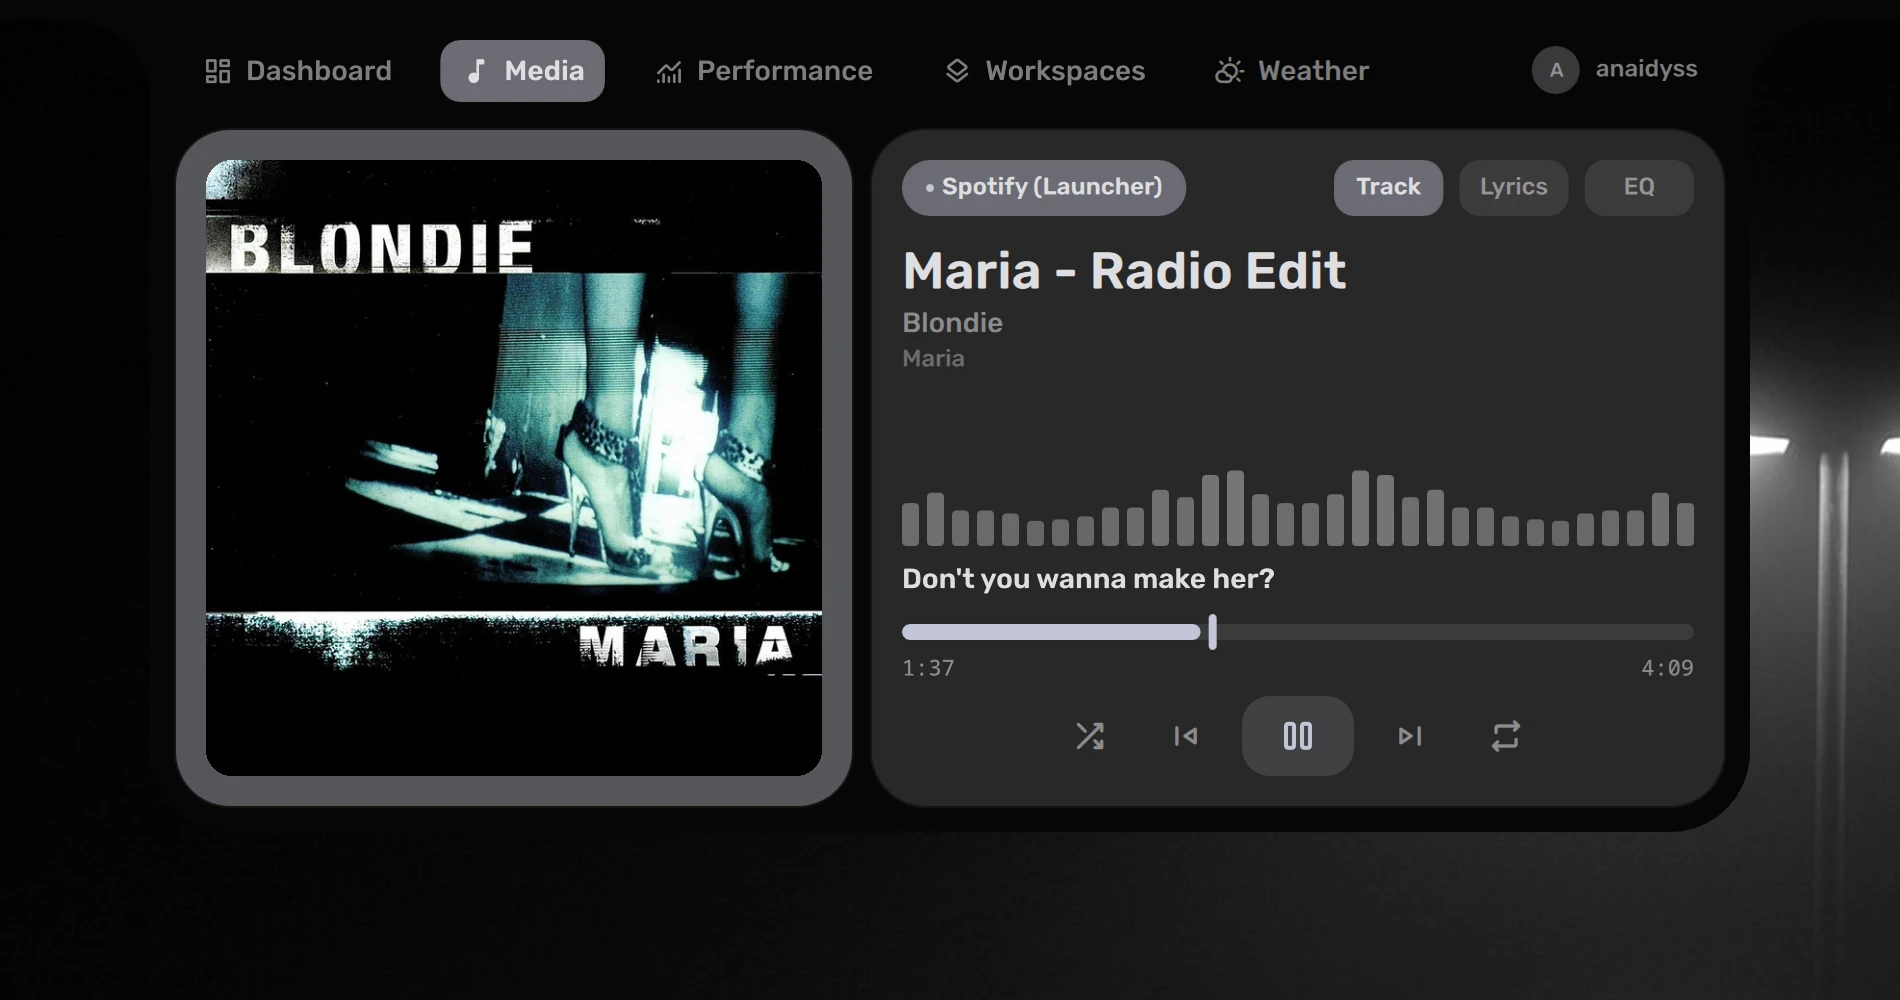 Dashboard
Media
Performance
Workspaces
Weather
A
anaidyss
BLONDIE
MARIA
• Spotify (Launcher)
Track
Lyrics
EQ
Maria - Radio Edit
Blondie
Maria
Don't you wanna make her?
1:37
4:09